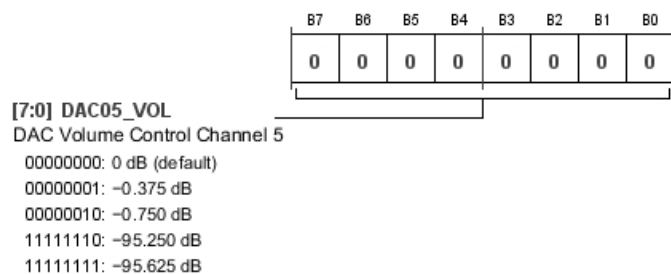 B7 B6 B5 B4 B3 B2 B1 B0
0 0 0 0 0 0 0 0
[7:0] DAC05_VOL
DAC Volume Control Channel 5
00000000: 0 dB (default)
00000001: −0.375 dB
00000010: −0.750 dB
11111110: −95.250 dB
11111111: −95.625 dB